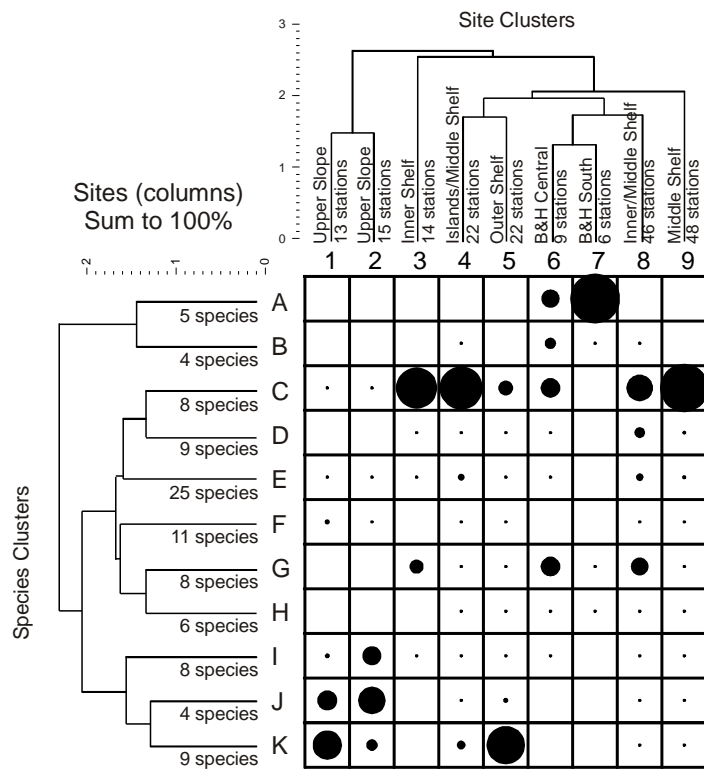 Site Clusters
3
2
1
0
Upper Slope
13 stations
Upper Slope
15 stations
Inner Shelf
14 stations
Islands/Middle Shelf
22 stations
Outer Shelf
22 stations
B&H Central
9 stations
B&H South
6 stations
Inner/Middle Shelf
46 stations
Middle Shelf
48 stations
Sites (columns)
Sum to 100%
2 1 0
1 2 3 4 5 6 7 8 9
Species Clusters
5 species A
4 species B
8 species C
9 species D
25 species E
11 species F
8 species G
6 species H
8 species I
4 species J
9 species K